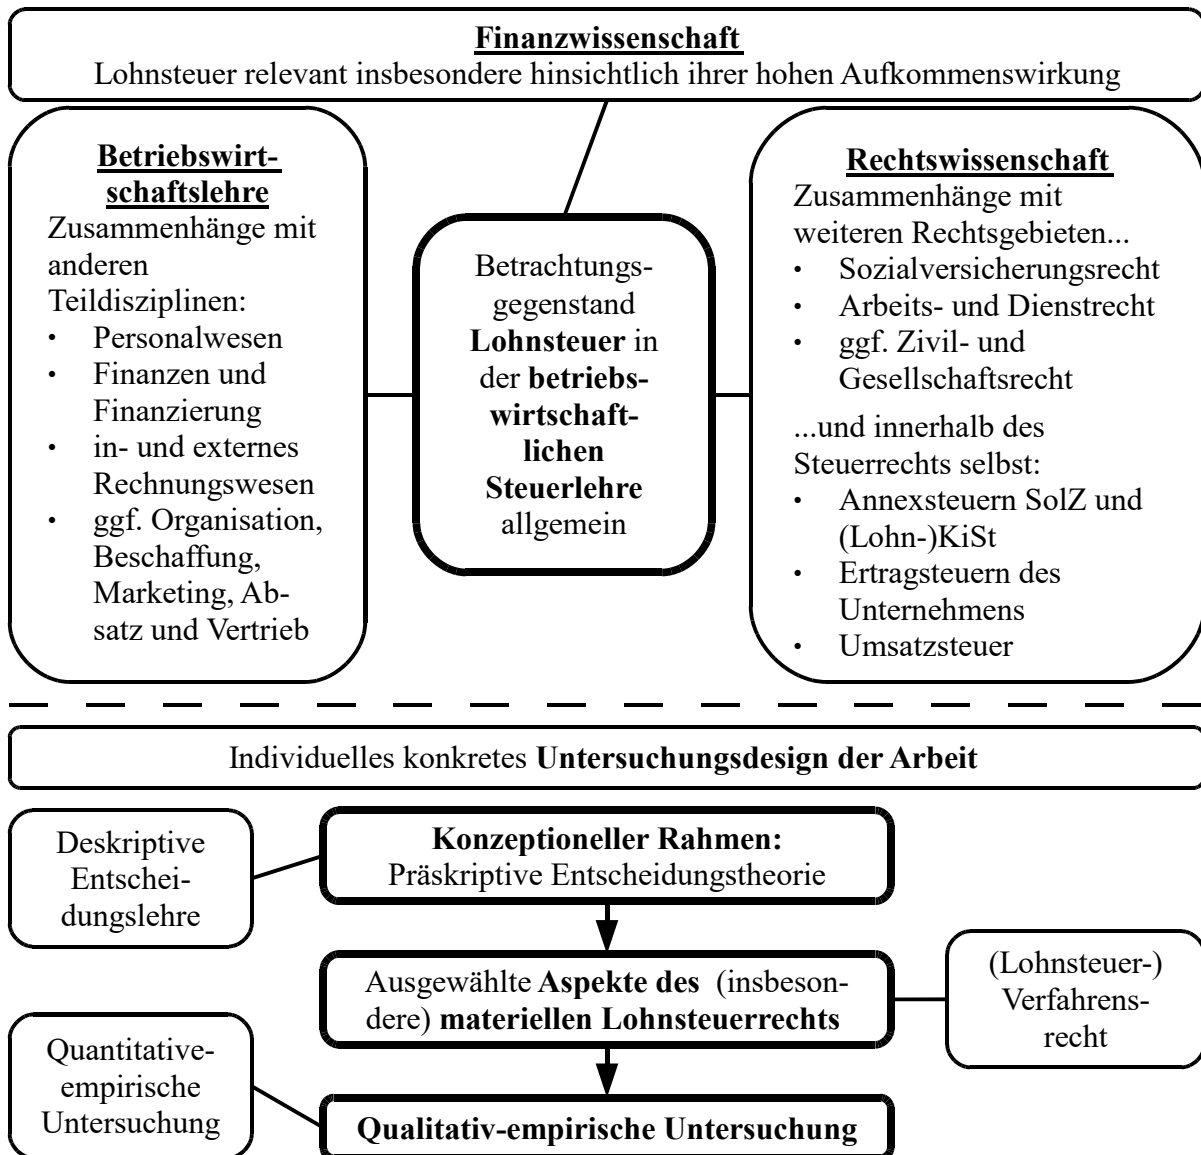 Finanzwissenschaft
Lohnsteuer relevant insbesondere hinsichtlich ihrer hohen Aufkommenswirkung
Betriebswirt-
schaftslehre
Zusammenhänge mit
anderen
Teildisziplinen:
• Personalwesen
• Finanzen und
Finanzierung
• in- und externes
Rechnungswesen
• ggf. Organisation,
Beschaffung,
Marketing, Ab-
satz und Vertrieb
Betrachtungs-
gegenstand
Lohnsteuer in
der betriebs-
wirtschaft-
lichen
Steuerlehre
allgemein
Rechtswissenschaft
Zusammenhänge mit
weiteren Rechtsgebieten...
• Sozialversicherungsrecht
• Arbeits- und Dienstrecht
• ggf. Zivil- und
Gesellschaftsrecht
...und innerhalb des
Steuerrechts selbst:
• Annexsteuern SolZ und
(Lohn-)KiSt
• Ertragsteuern des
Unternehmens
• Umsatzsteuer
Individuelles konkretes Untersuchungsdesign der Arbeit
Deskriptive
Entschei-
dungslehre
Konzeptioneller Rahmen:
Präskriptive Entscheidungstheorie
Ausgewählte Aspekte des (insbeson-
dere) materiellen Lohnsteuerrechts
(Lohnsteuer-)
Verfahrens-
recht
Quantitative-
empirische
Untersuchung
Qualitativ-empirische Untersuchung